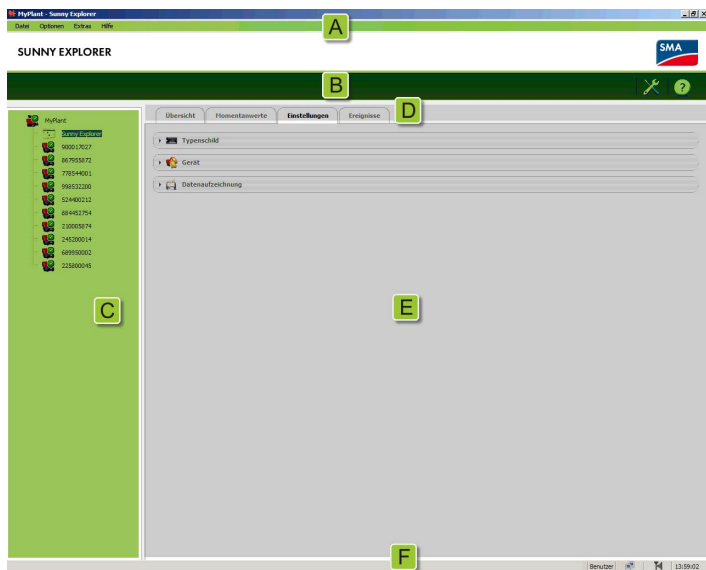 MyPlant - Sunny Explorer
Datei Optionen Extras Hilfe
A
SUNNY EXPLORER
SMA
B
?
MyPlant
Sunny Explorer
900017027
867955872
778544001
998532200
524400212
884452754
210005874
245200014
689950002
225800045
C
Übersicht Momentanwerte Einstellungen Ereignisse
D
Typenschild
Gerät
Datenaufzeichnung
E
F
Benutzer 13:59:02